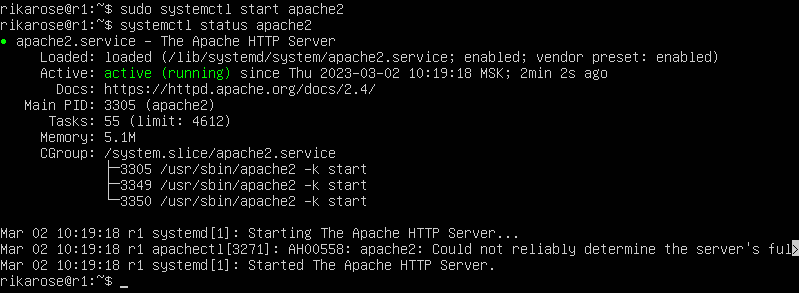 rikarose@r1:~$ sudo systemctl start apache2
rikarose@r1:~$ systemctl status apache2
● apache2.service – The Apache HTTP Server
     Loaded: loaded (/lib/systemd/system/apache2.service; enabled; vendor preset: enabled)
     Active: active (running) since Thu 2023-03-02 10:19:18 MSK; 2min 2s ago
       Docs: https://httpd.apache.org/docs/2.4/
   Main PID: 3305 (apache2)
      Tasks: 55 (limit: 4612)
     Memory: 5.1M
     CGroup: /system.slice/apache2.service
             ├─3305 /usr/sbin/apache2 -k start
             ├─3349 /usr/sbin/apache2 -k start
             └─3350 /usr/sbin/apache2 -k start
Mar 02 10:19:18 r1 systemd[1]: Starting The Apache HTTP Server...
Mar 02 10:19:18 r1 apachectl[3271]: AH00558: apache2: Could not reliably determine the server's ful>
Mar 02 10:19:18 r1 systemd[1]: Started The Apache HTTP Server.
rikarose@r1:~$ _